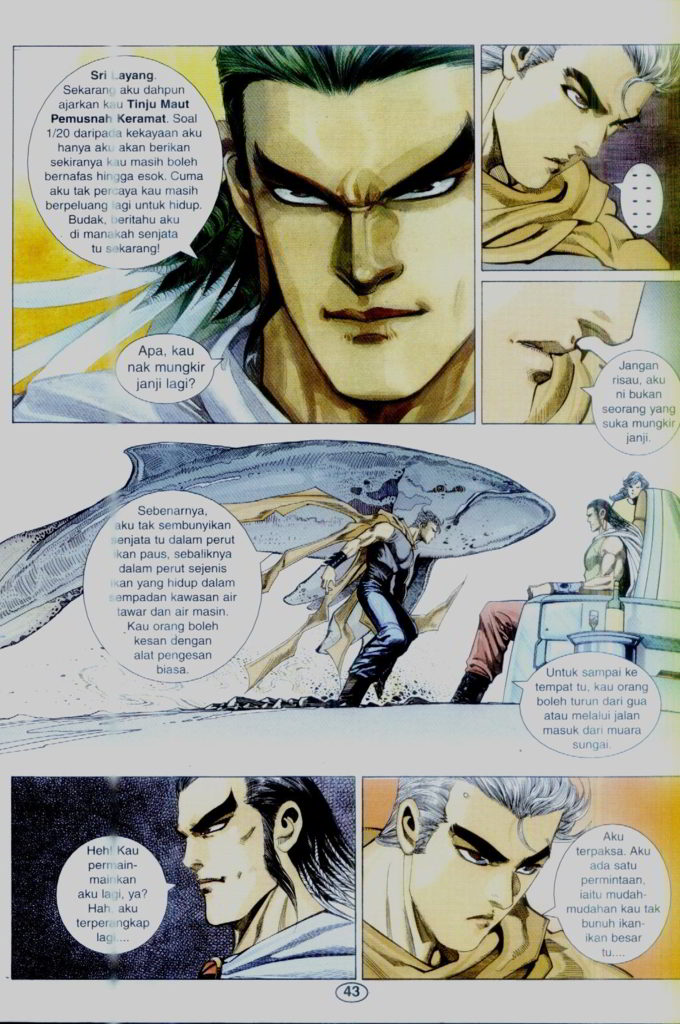 Sri Layang.
Sekarang aku dahpun
ajarkan kau Tinju Maut
Pemusnah Keramat. Soal
1/20 daripada kekayaan aku
hanya aku akan berikan
sekiranya kau masih boleh
bernafas hingga esok. Cuma
aku tak percaya kau masih
berpeluang lagi untuk hidup.
Budak, beritahu aku
di manakah senjata
tu sekarang!
Apa, kau
nak mungkir
janji lagi?
Jangan
risau, aku
ni bukan
seorang yang
suka mungkir
janji.
Sebenarnya,
aku tak sembunyikan
senjata tu dalam perut
ikan paus, sebaliknya
dalam perut sejenis
ikan yang hidup dalam
sempadan kawasan air
tawar dan air masin.
Kau orang boleh
kesan dengan
alat pengesan
biasa.
Untuk sampai ke
tempat tu, kau orang
boleh turun dari gua
atau melalui jalan
masuk dari muara
sungai.
Heh! Kau
permain-
mainkan
aku lagi, ya?
Hah, aku
terperangkap
lagi....
Aku
terpaksa. Aku
ada satu
permintaan,
iaitu mudah-
mudahan kau tak
bunuh ikan-
ikan besar
tu....
43